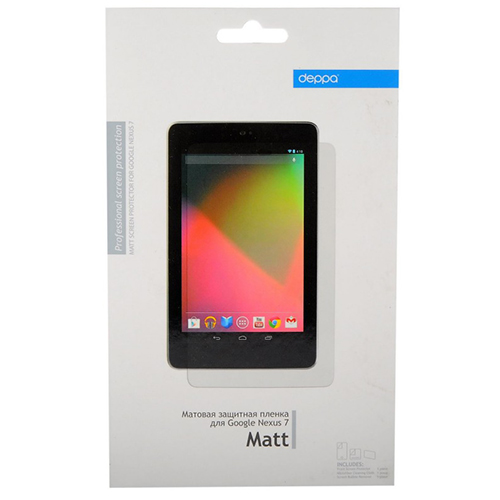 deppa
Professional screen protection
MATT SCREEN PROTECTOR FOR GOOGLE NEXUS 7
Матовая защитная пленка
для Google Nexus 7
Matt
INCLUDES: